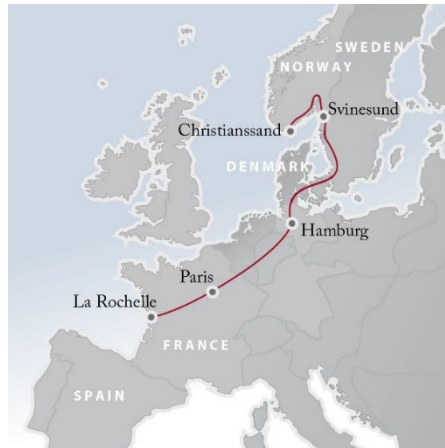 SWEDEN
NORWAY
Svinesund
Christianssand
DENMARK
Hamburg
Paris
La Rochelle
FRANCE
SPAIN